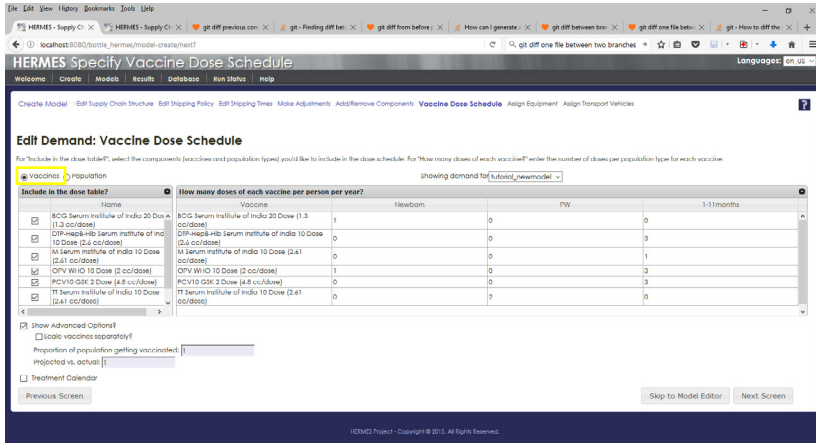 File Edit View History Bookmarks Tools Help
HERMES - Supply Ch × HERMES - Supply Ch × git diff previous com × git - Finding diff bet × git diff from before p × How can I generate a × git diff between bran × git diff one file betw × git - How to diff the × +
localhost:8080/bottle_hermes/model-create/next? git diff one file between two branches
HERMES Specify Vaccine Dose Schedule Languages: en_US
Welcome Create Models Results Database Run Status Help
Create Model Edit Supply Chain Structure Edit Shipping Policy Edit Shipping Times Make Adjustments Add/Remove Components Vaccine Dose Schedule Assign Equipment Assign Transport Vehicles ?
Edit Demand: Vaccine Dose Schedule
For "Include in the dose table?", select the components (vaccines and population types) you'd like to include in the dose schedule. For "How many doses of each vaccine?" enter the number of doses per population type for each vaccine.
Vaccines Population Showing demand for tutorial_newmodel
Include in the dose table? How many doses of each vaccine per person per year?
Name Vaccine Newborn PW 1-11months
BCG Serum Institute of India 20 Dos BCG Serum Institute of India 20 Dose (1.3 1 0 0
(1.3 cc/dose) cc/dose)
DTP-HepB-Hib Serum Institute of Ind DTP-HepB-Hib Serum Institute of India 10 Dose 0 0 3
10 Dose (2.6 cc/dose) (2.6 cc/dose)
M Serum Institute of India 10 Dose M Serum Institute of India 10 Dose (2.61 0 0 1
(2.61 cc/dose) cc/dose)
OPV WHO 10 Dose (2 cc/dose) OPV WHO 10 Dose (2 cc/dose) 1 0 3
PCV10 GSK 2 Dose (4.8 cc/dose) PCV10 GSK 2 Dose (4.8 cc/dose) 0 0 3
TT Serum Institute of India 10 Dose TT Serum Institute of India 10 Dose (2.61 0 2 0
(2.61 cc/dose) cc/dose)
Show Advanced Options?
Scale vaccines separately?
Proportion of population getting vaccinated: 1
Projected vs. actual: 1
Treatment Calendar
Previous Screen Skip to Model Editor Next Screen
HERMES Project - Copyright © 2015. All Rights Reserved.